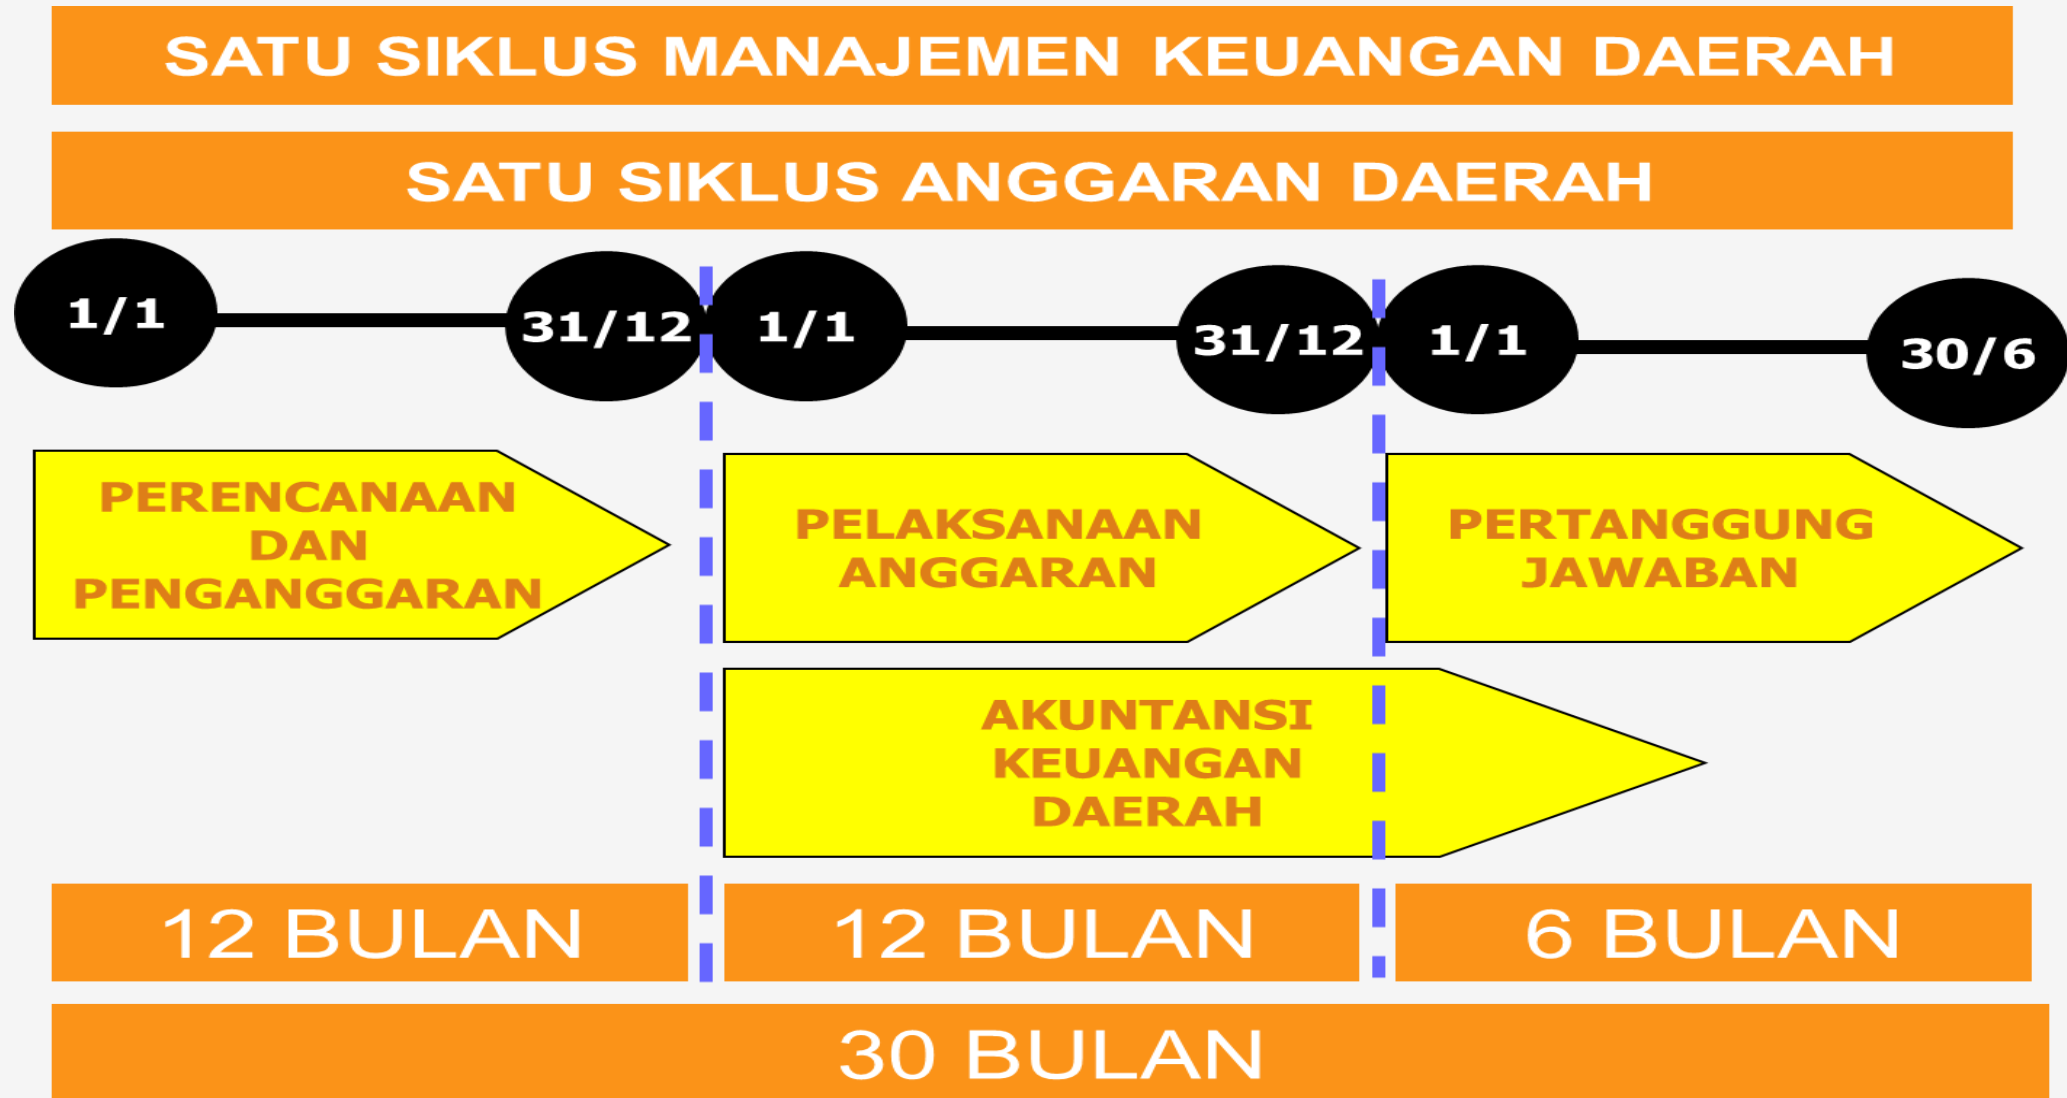 SATU SIKLUS MANAJEMEN KEUANGAN DAERAH
SATU SIKLUS ANGGARAN DAERAH
1/1
31/12
1/1
31/12
1/1
30/6
PERENCANAAN
DAN
PENGANGGARAN
PELAKSANAAN
ANGGARAN
PERTANGGUNG
JAWABAN
AKUNTANSI
KEUANGAN
DAERAH
12 BULAN
12 BULAN
6 BULAN
30 BULAN